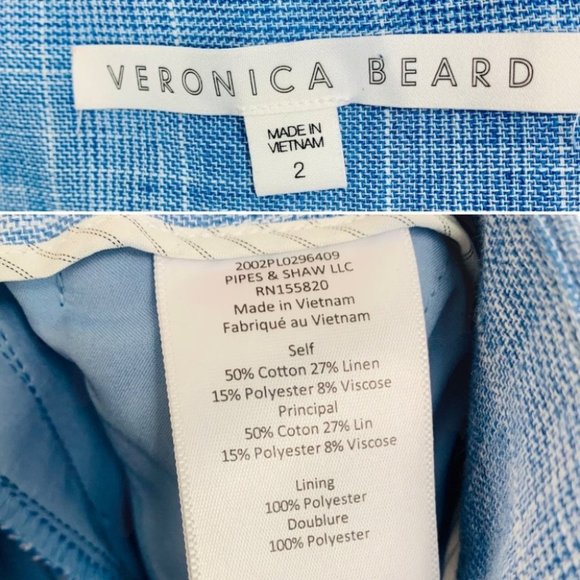 VERONICA BEARD
MADE IN
VIETNAM
2
2002PL0296409
PIPES & SHAW LLC
RN155820
Made in Vietnam
Fabriqué au Vietnam
Self
50% Cotton 27% Linen
15% Polyester 8% Viscose
Principal
50% Coton 27% Lin
15% Polyester 8% Viscose
Lining
100% Polyester
Doublure
100% Polyester